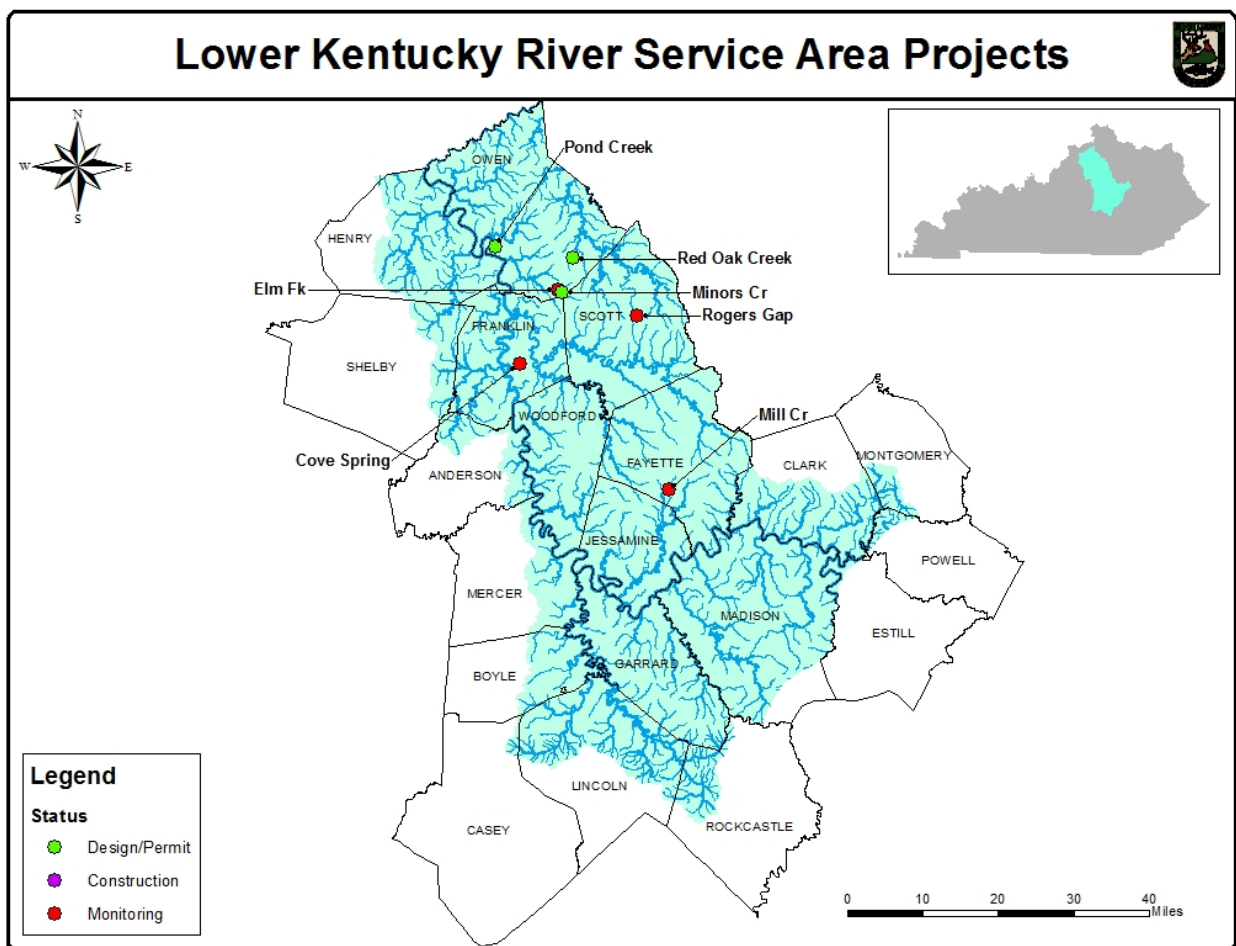 Lower Kentucky River Service Area Projects
N
W
E
S
OWEN
Pond Creek
HENRY
Red Oak Creek
Elm Fk
Minors Cr
FRANKLIN
SCOTT
Rogers Gap
SHELBY
WOODFORD
Mill Cr
Cove Spring
ANDERSON
FAYETTE
CLARK
MONTGOMERY
JESSAMINE
POWELL
MERCER
MADISON
ESTILL
GARRARD
BOYLE
LINCOLN
CASEY
ROCKCASTLE
Legend
Status
Design/Permit
Construction
Monitoring
0 10 20 30 40
Miles